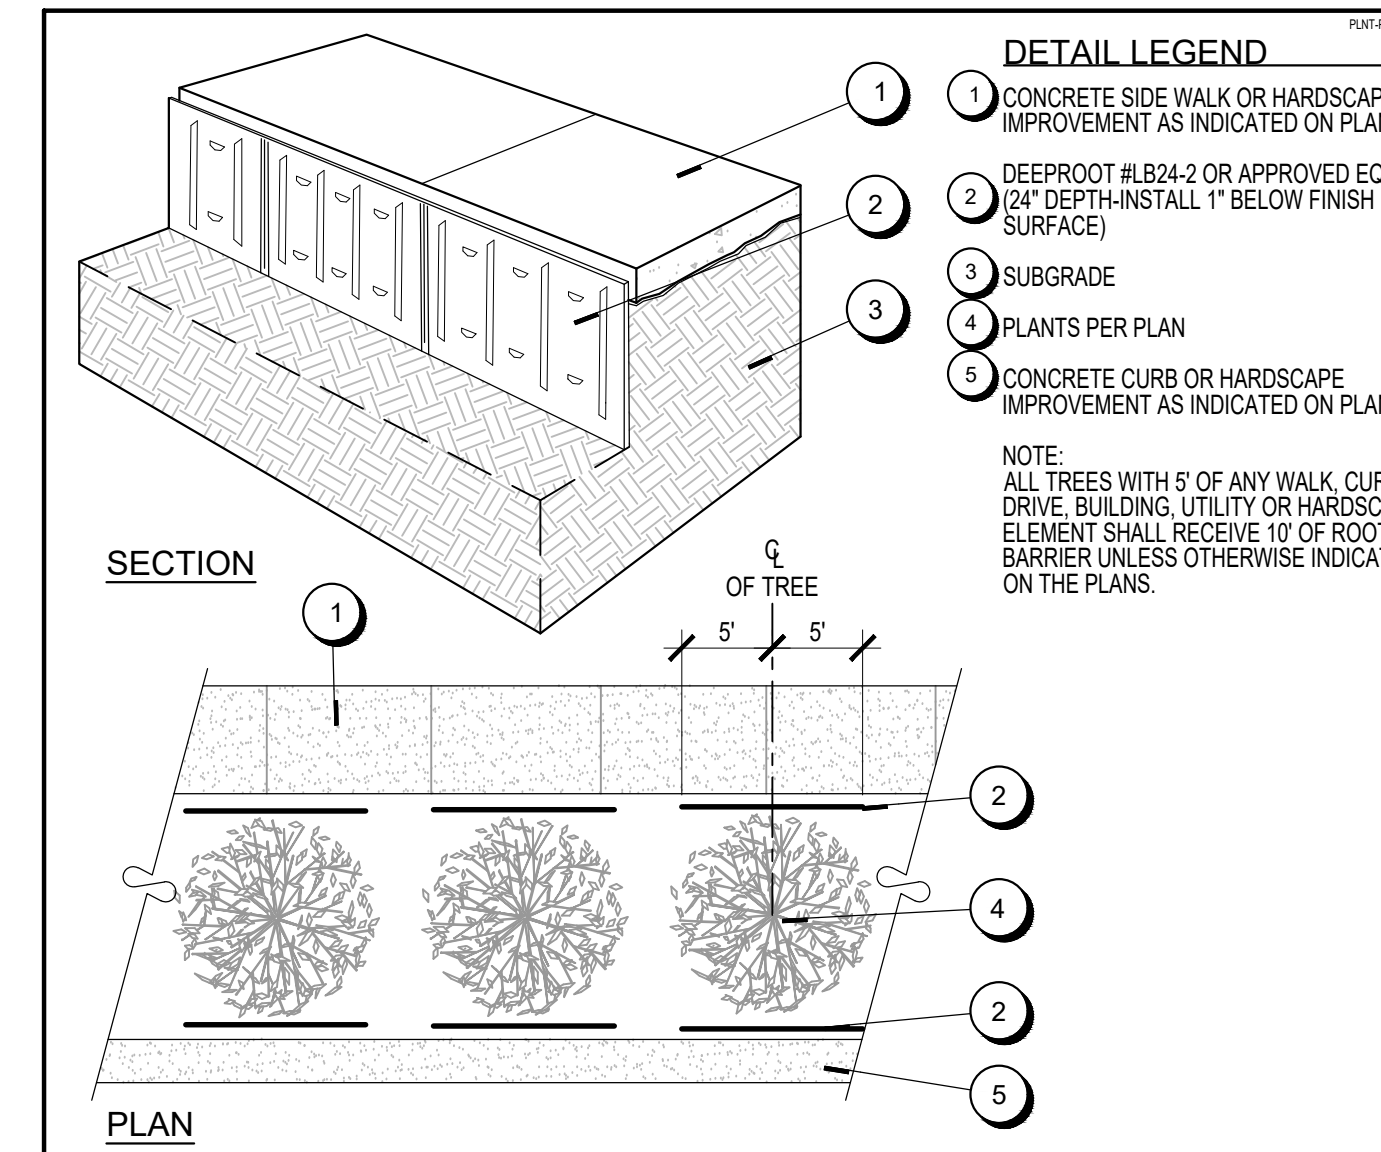 PLNT-
DETAIL LEGEND
1 CONCRETE SIDE WALK OR HARDSCAP
IMPROVEMENT AS INDICATED ON PLA
2 DEEPROOT #LB24-2 OR APPROVED EQ
(24" DEPTH-INSTALL 1" BELOW FINISH
SURFACE)
3 SUBGRADE
4 PLANTS PER PLAN
5 CONCRETE CURB OR HARDSCAPE
IMPROVEMENT AS INDICATED ON PLA
NOTE:
ALL TREES WITH 5' OF ANY WALK, CUR
DRIVE, BUILDING, UTILITY OR HARDSC
ELEMENT SHALL RECEIVE 10' OF ROOT
BARRIER UNLESS OTHERWISE INDICA
ON THE PLANS.
1
2
3
SECTION
CL
OF TREE
5' 5'
1
2
4
2
5
PLAN